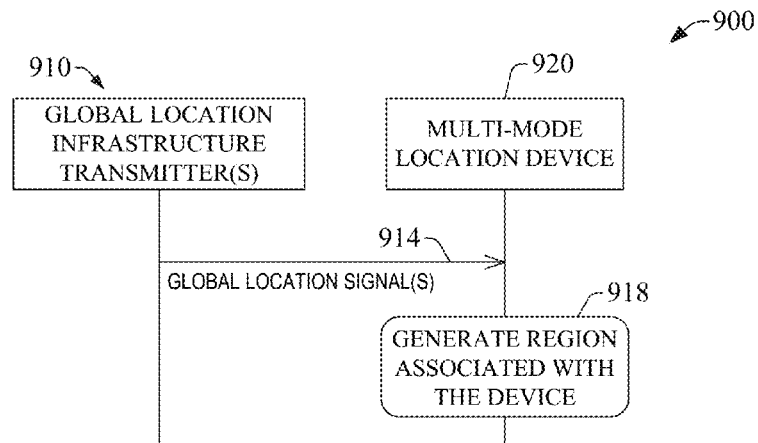 900
910
920
GLOBAL LOCATION
INFRASTRUCTURE
TRANSMITTER(S)
MULTI-MODE
LOCATION DEVICE
914
GLOBAL LOCATION SIGNAL(S)
918
GENERATE REGION
ASSOCIATED WITH
THE DEVICE